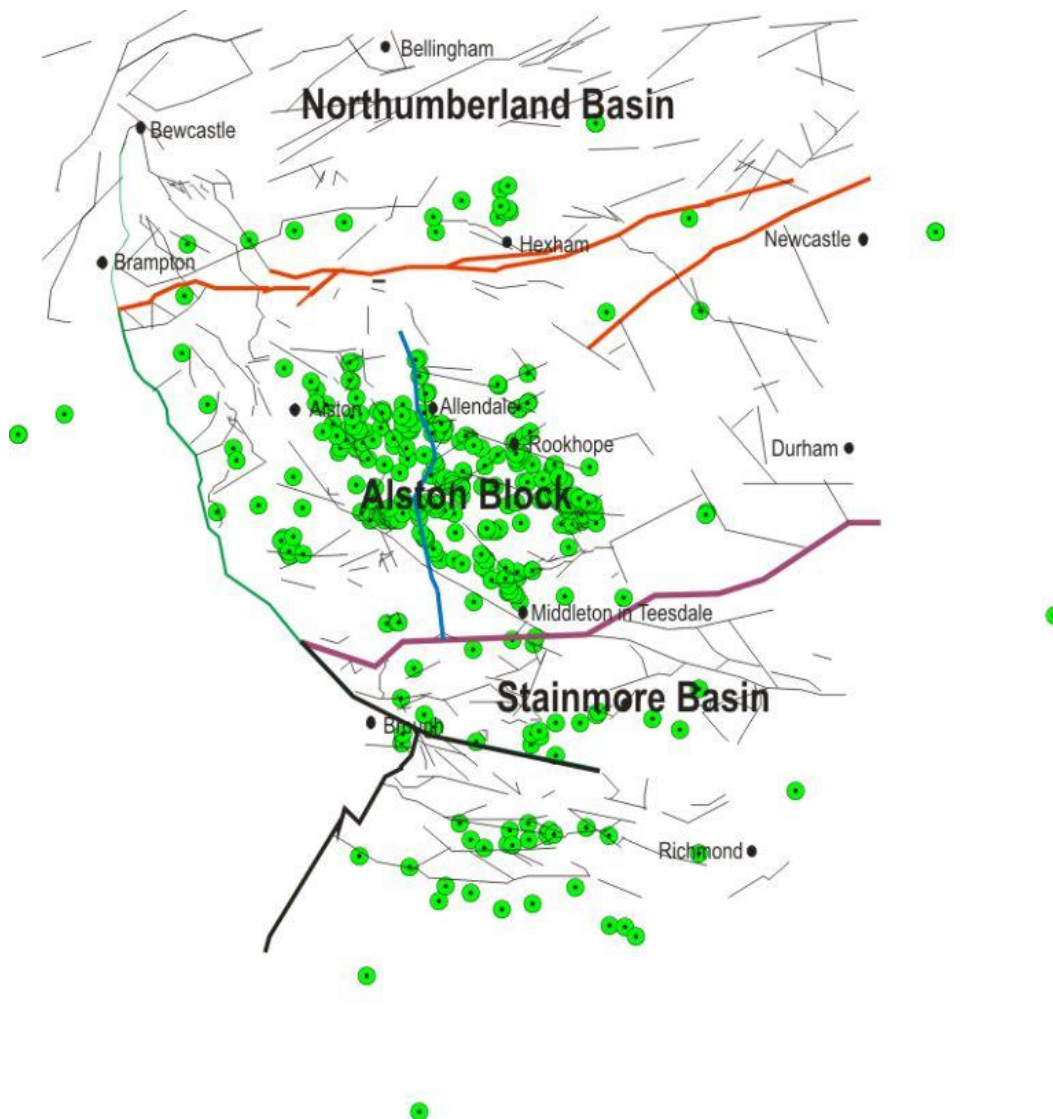 Bellingham
Northumberland Basin
Bewcastle
Hexham
Newcastle
Brampton
Alston
Allendale
Rookhope
Durham
Alston Block
Middleton in Teesdale
Stainmore Basin
Brough
Richmond